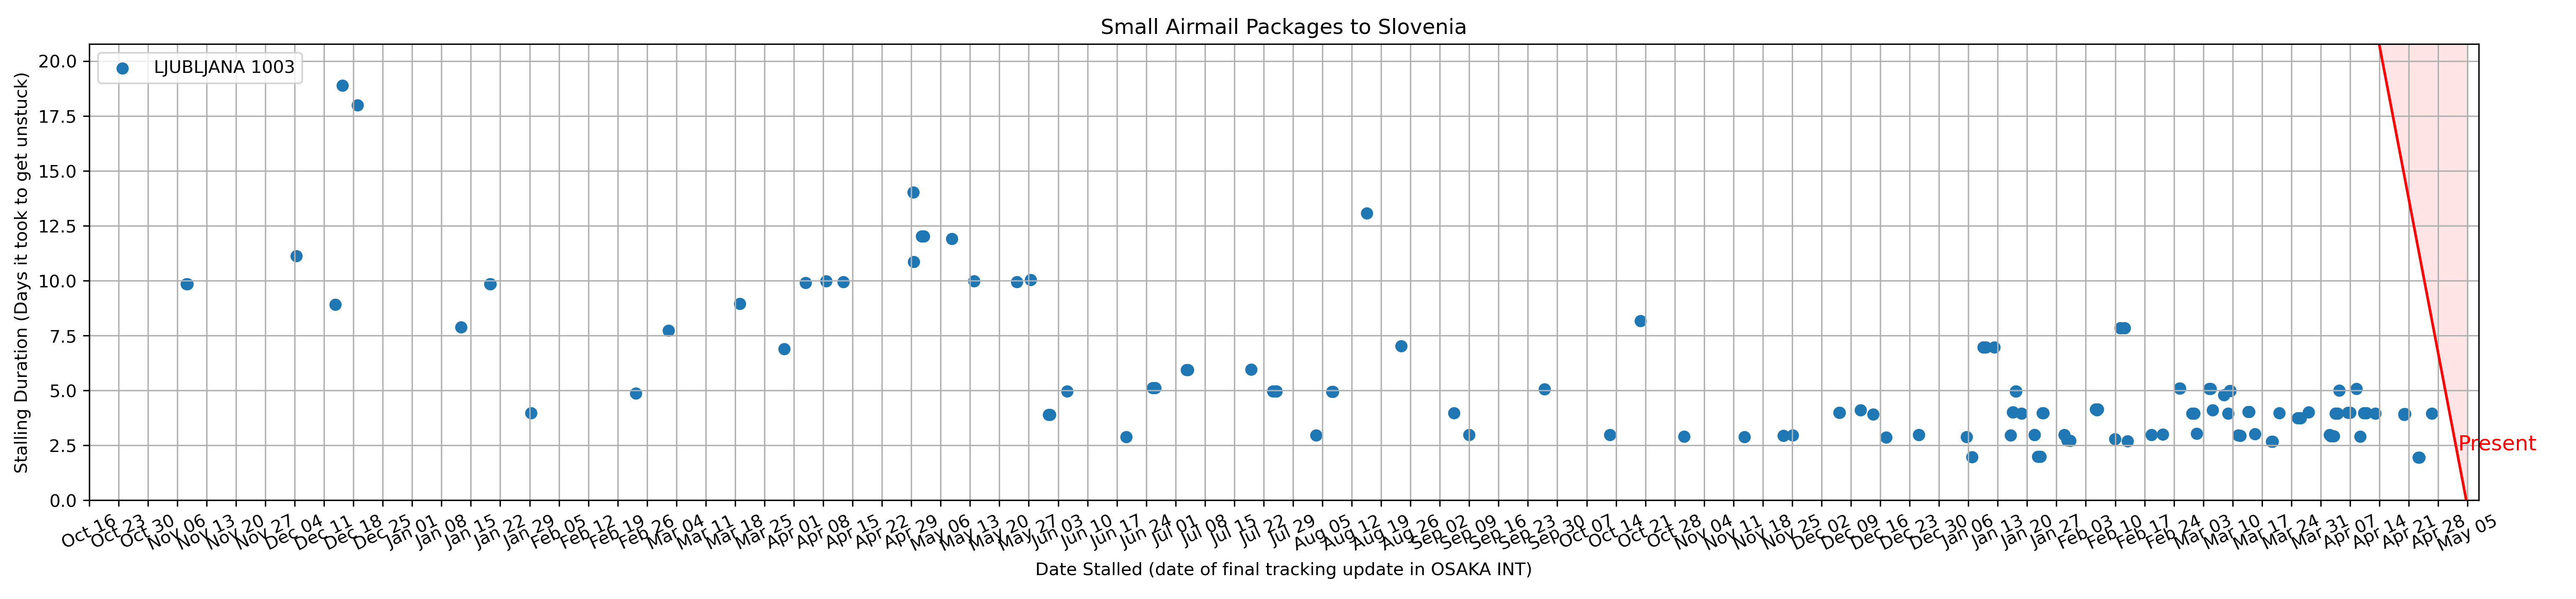 Small Airmail Packages to Slovenia
LJUBLJANA 1003
Stalling Duration (Days it took to get unstuck)
20.0
17.5
15.0
12.5
10.0
7.5
5.0
2.5
0.0
Present
Oct 16
Oct 23
Oct 30
Nov 06
Nov 13
Nov 20
Nov 27
Dec 04
Dec 11
Dec 18
Dec 25
Jan 01
Jan 08
Jan 15
Jan 22
Jan 29
Feb 05
Feb 12
Feb 19
Feb 26
Mar 04
Mar 11
Mar 18
Mar 25
Apr 01
Apr 08
Apr 15
Apr 22
Apr 29
May 06
May 13
May 20
May 27
Jun 03
Jun 10
Jun 17
Jun 24
Jul 01
Jul 08
Jul 15
Jul 22
Jul 29
Aug 05
Aug 12
Aug 19
Aug 26
Sep 02
Sep 09
Sep 16
Sep 23
Sep 30
Oct 07
Oct 14
Oct 21
Oct 28
Nov 04
Nov 11
Nov 18
Nov 25
Dec 02
Dec 09
Dec 16
Dec 23
Dec 30
Jan 06
Jan 13
Jan 20
Jan 27
Feb 03
Feb 10
Feb 17
Feb 24
Mar 03
Mar 10
Mar 17
Mar 24
Mar 31
Apr 07
Apr 14
Apr 21
Apr 28
May 05
Date Stalled (date of final tracking update in OSAKA INT)